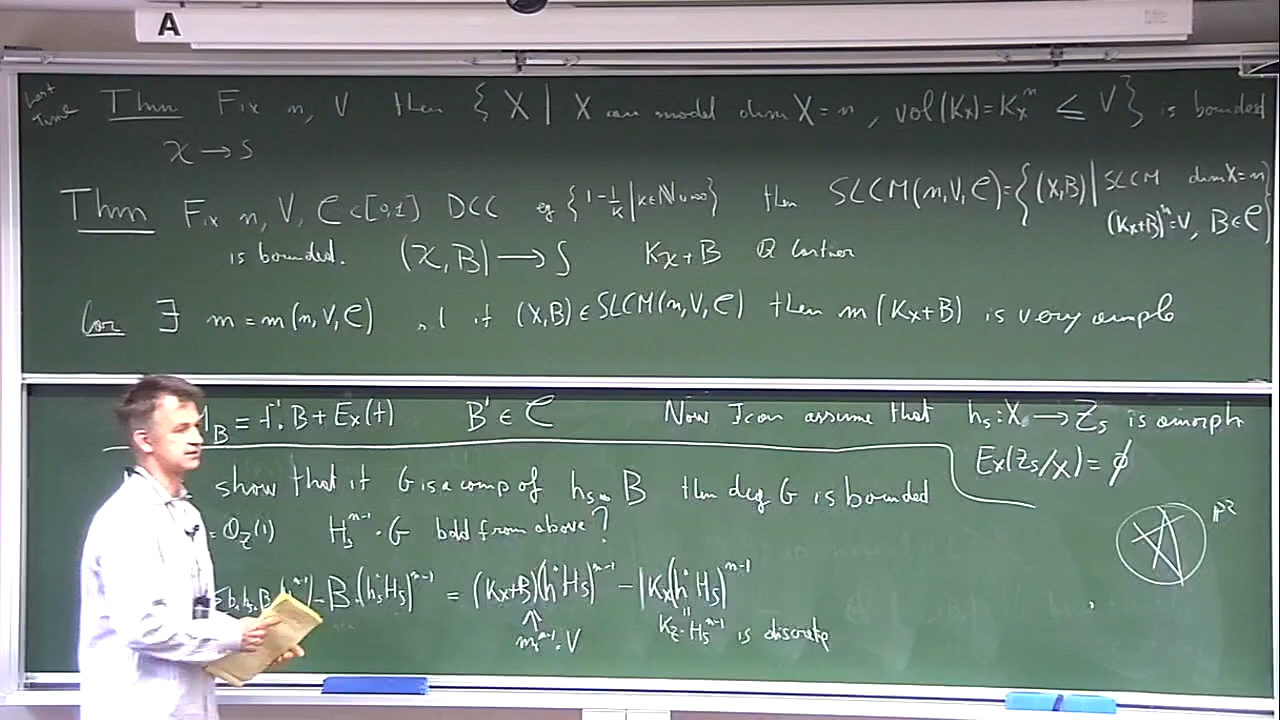 A
Last time Thm Fix n, V then { X | X can model dim X = n, vol(K_X) = K_X^n ≤ V } is bounded
X → S
Thm Fix n, V, C ⊂ [0,1] DCC eg {1 - 1/k | k ∈ ℕ ∪ ∞} then SLCM(n,V,C) = { (X,B) | SLCM dim X = n
(K_X+B)^n = V, B ∈ C }
is bounded. (X,B) → S K_X + B Q Cartier
Cor ∃ m = m(n,V,C) s.t if (X,B) ∈ SLCM(n,V,C) then m(K_X+B) is very ample
_B = f^{-1}_* B + Ex(f) B' ∈ C Now I can assume that h_s : X → Z_s is a morph
Ex(Z_s/X) = ∅
show that if G is a comp of h_{s*} B then deg G is bounded
= O_Z(1) H_s^{n-1} · G bdd from above?
P²
B·(h_s^* H_s)^{n-1} = (K_X+B)(h^* H_s)^{n-1} - K_X(h^* H_s)^{n-1}
K_Z · H_s^{n-1} is discrete
· V